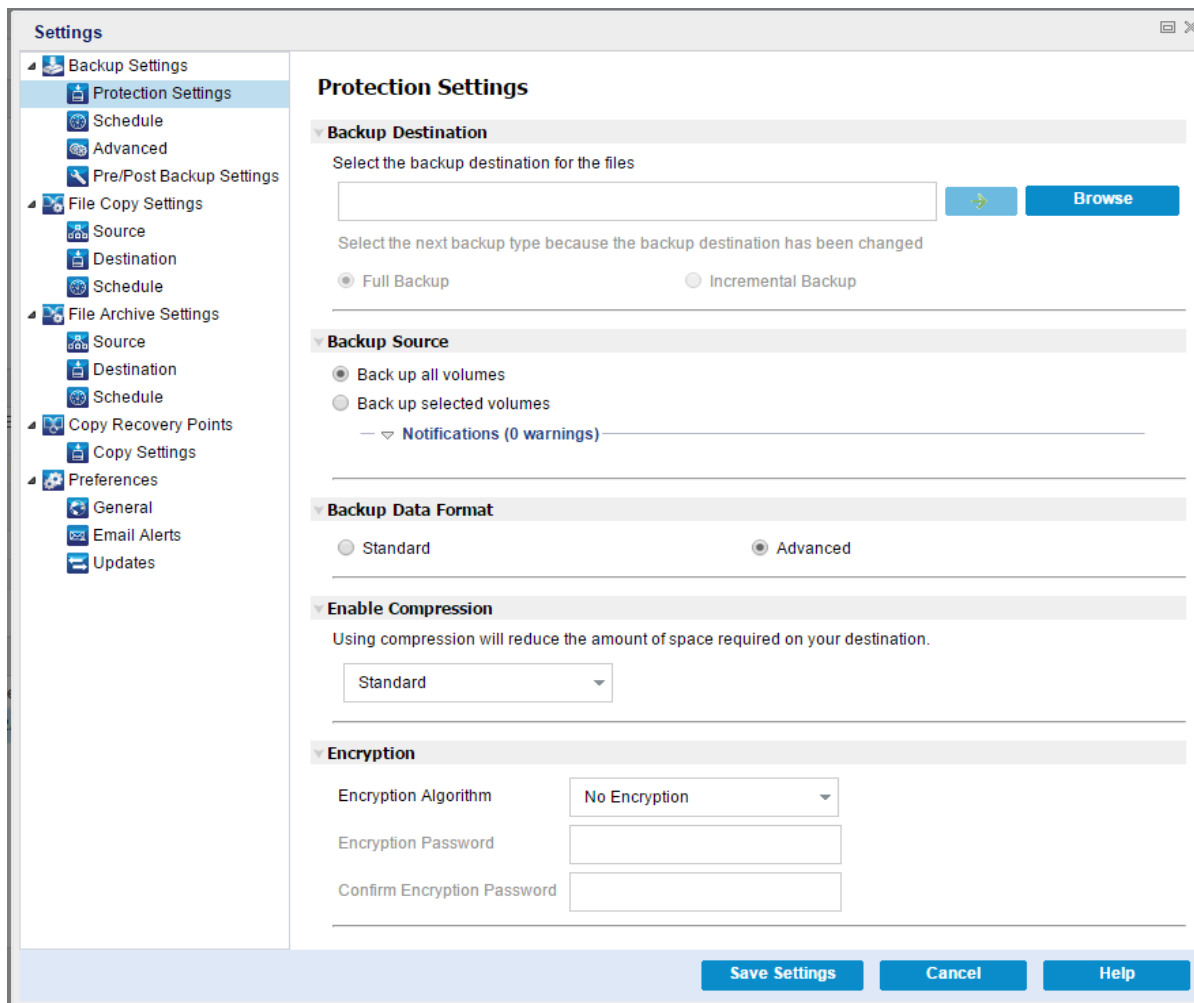 Settings
Backup Settings
Protection Settings
Schedule
Advanced
Pre/Post Backup Settings
File Copy Settings
Source
Destination
Schedule
File Archive Settings
Source
Destination
Schedule
Copy Recovery Points
Copy Settings
Preferences
General
Email Alerts
Updates
Protection Settings
Backup Destination
Select the backup destination for the files
Browse
Select the next backup type because the backup destination has been changed
Full Backup Incremental Backup
Backup Source
Back up all volumes
Back up selected volumes
Notifications (0 warnings)
Backup Data Format
Standard Advanced
Enable Compression
Using compression will reduce the amount of space required on your destination.
Standard
Encryption
Encryption Algorithm No Encryption
Encryption Password
Confirm Encryption Password
Save Settings Cancel Help